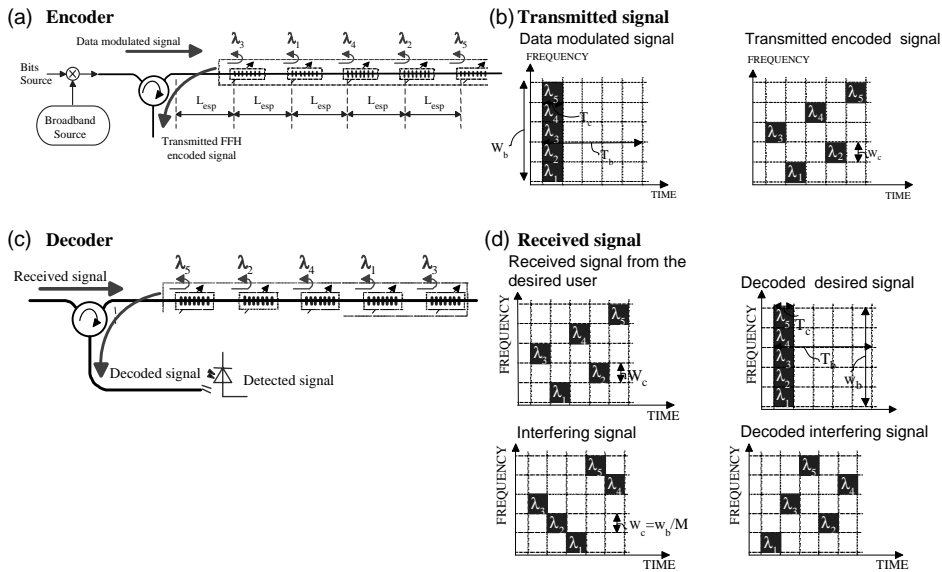 (a) Encoder
Data modulated signal
λ3 λ1 λ4 λ2 λ5
Bits
Source
Broadband
Source
Lesp Lesp Lesp Lesp Lesp
Transmitted FFH
encoded signal
(b) Transmitted signal
Data modulated signal
FREQUENCY
λ5
λ4
λ3
λ2
λ1
Tc
Tb
Wb
TIME
Transmitted encoded signal
FREQUENCY
λ5
λ4
λ3
λ2
λ1
wc
TIME
(c) Decoder
Received signal
λ5 λ2 λ4 λ1 λ3
Decoded signal
Detected signal
(d) Received signal
Received signal from the
desired user
FREQUENCY
λ5
λ4
λ3
λ2
λ1
Wc
TIME
Decoded desired signal
FREQUENCY
λ5
λ4
λ3
λ2
λ1
Tc
Tb
wb
Interfering signal
FREQUENCY
λ5
λ4
λ3
λ2
λ1
wc=wb/M
TIME
Decoded interfering signal
FREQUENCY
λ5
λ4
λ3
λ2
λ1
TIME